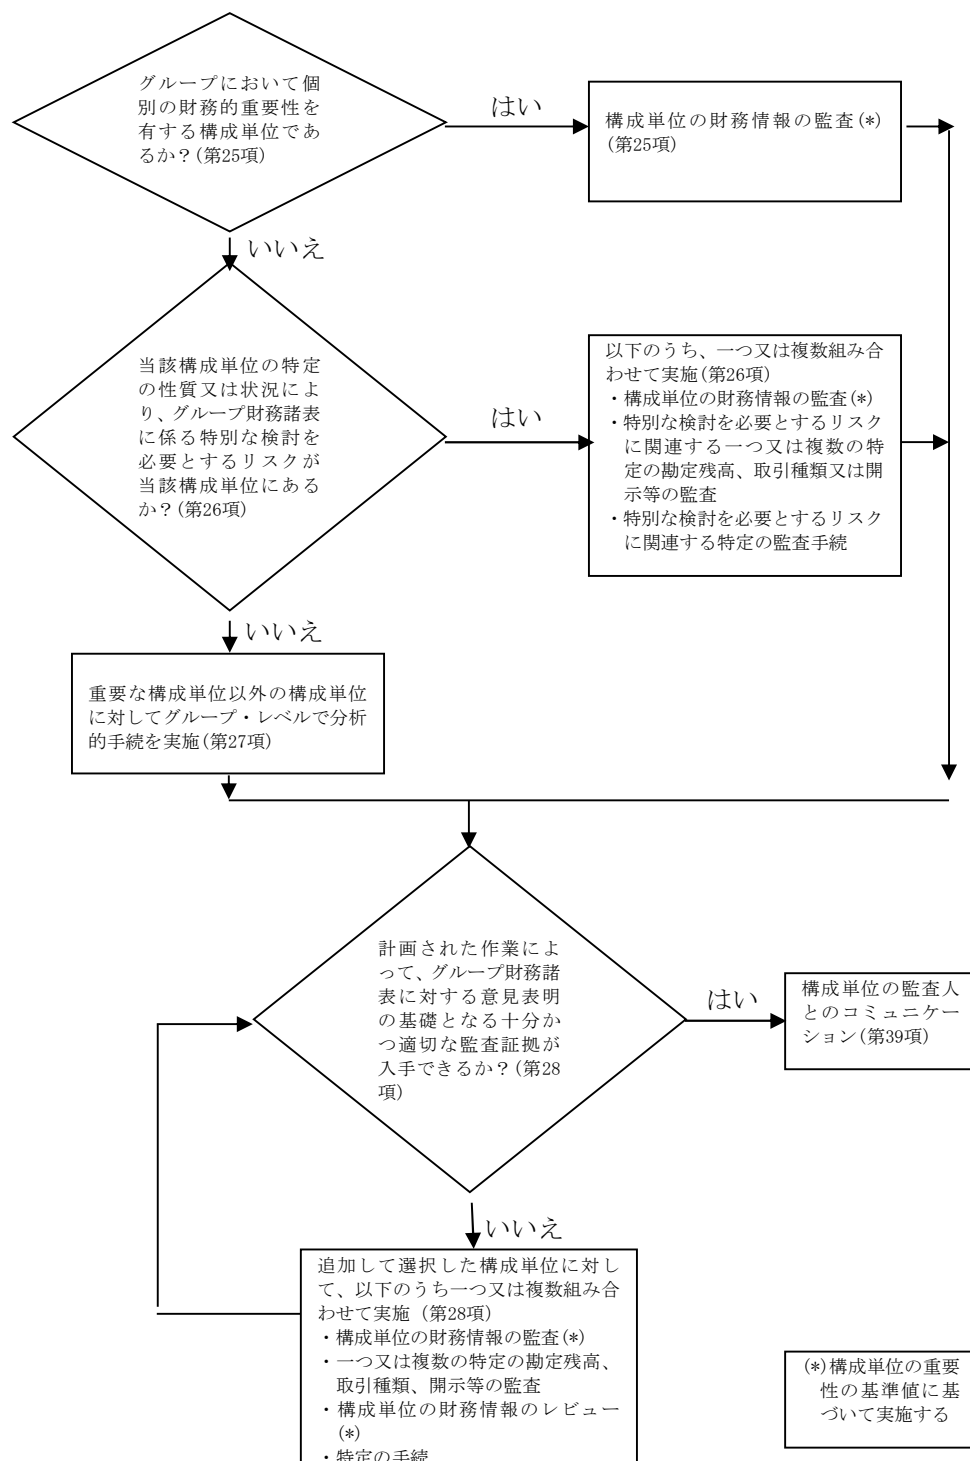 グループにおいて個
別の財務的重要性を
有する構成単位であ
るか？(第25項)
はい
構成単位の財務情報の監査(*)
(第25項)
いいえ
当該構成単位の特定
の性質又は状況によ
り、グループ財務諸表
に係る特別な検討を
必要とするリスクが
当該構成単位にある
か？(第26項)
はい
以下のうち、一つ又は複数組み合
わせて実施(第26項)
・構成単位の財務情報の監査(*)
・特別な検討を必要とするリスク
に関連する一つ又は複数の特
定の勘定残高、取引種類又は開
示等の監査
・特別な検討を必要とするリスク
に関連する特定の監査手続
いいえ
重要な構成単位以外の構成単位
に対してグループ・レベルで分析
的手続を実施(第27項)
計画された作業によ
って、グループ財務諸
表に対する意見表明
の基礎となる十分か
つ適切な監査証拠が
入手できるか？(第28
項)
はい
構成単位の監査人
とのコミュニケー
ション(第39項)
いいえ
追加して選択した構成単位に対し
て、以下のうち一つ又は複数組み合
わせて実施 (第28項)
・構成単位の財務情報の監査(*)
・一つ又は複数の特定の勘定残高、
取引種類、開示等の監査
・構成単位の財務情報のレビュー
(*)
・特定の手続
(*)構成単位の重要
性の基準値に基
づいて実施する